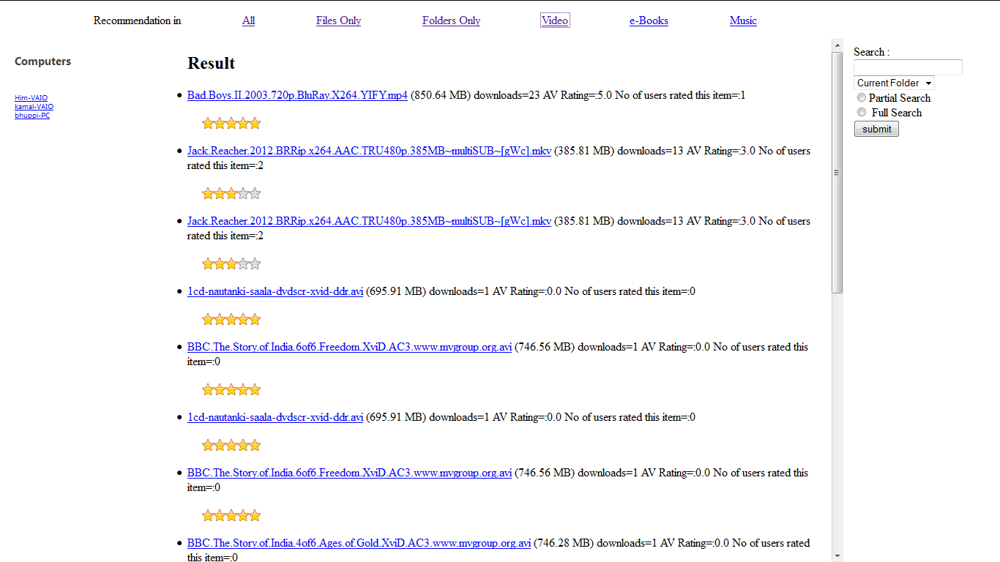 Recommendation in All Files Only Folders Only Video e-Books Music
Computers
Him-VAIO
kamal-VAIO
bhuppi-PC
Result
Bad.Boys.II.2003.720p.BluRay.X264.YIFY.mp4 (850.64 MB) downloads=23 AV Rating=:5.0 No of users rated this item=:1
Jack.Reacher.2012.BRRip.x264.AAC.TRU480p.385MB~multiSUB~[gWc].mkv (385.81 MB) downloads=13 AV Rating=:3.0 No of users
rated this item=:2
Jack.Reacher.2012.BRRip.x264.AAC.TRU480p.385MB~multiSUB~[gWc].mkv (385.81 MB) downloads=13 AV Rating=:3.0 No of users
rated this item=:2
1cd-nautanki-saala-dvdscr-xvid-ddr.avi (695.91 MB) downloads=1 AV Rating=:0.0 No of users rated this item=:0
BBC.The.Story.of.India.6of6.Freedom.XviD.AC3.www.mvgroup.org.avi (746.56 MB) downloads=1 AV Rating=:0.0 No of users rated this
item=:0
1cd-nautanki-saala-dvdscr-xvid-ddr.avi (695.91 MB) downloads=1 AV Rating=:0.0 No of users rated this item=:0
BBC.The.Story.of.India.6of6.Freedom.XviD.AC3.www.mvgroup.org.avi (746.56 MB) downloads=1 AV Rating=:0.0 No of users rated this
item=:0
BBC.The.Story.of.India.4of6.Ages.of.Gold.XviD.AC3.www.mvgroup.org.avi (746.28 MB) downloads=1 AV Rating=:0.0 No of users rated
this item=:0
Search :
Current Folder
Partial Search
Full Search
submit